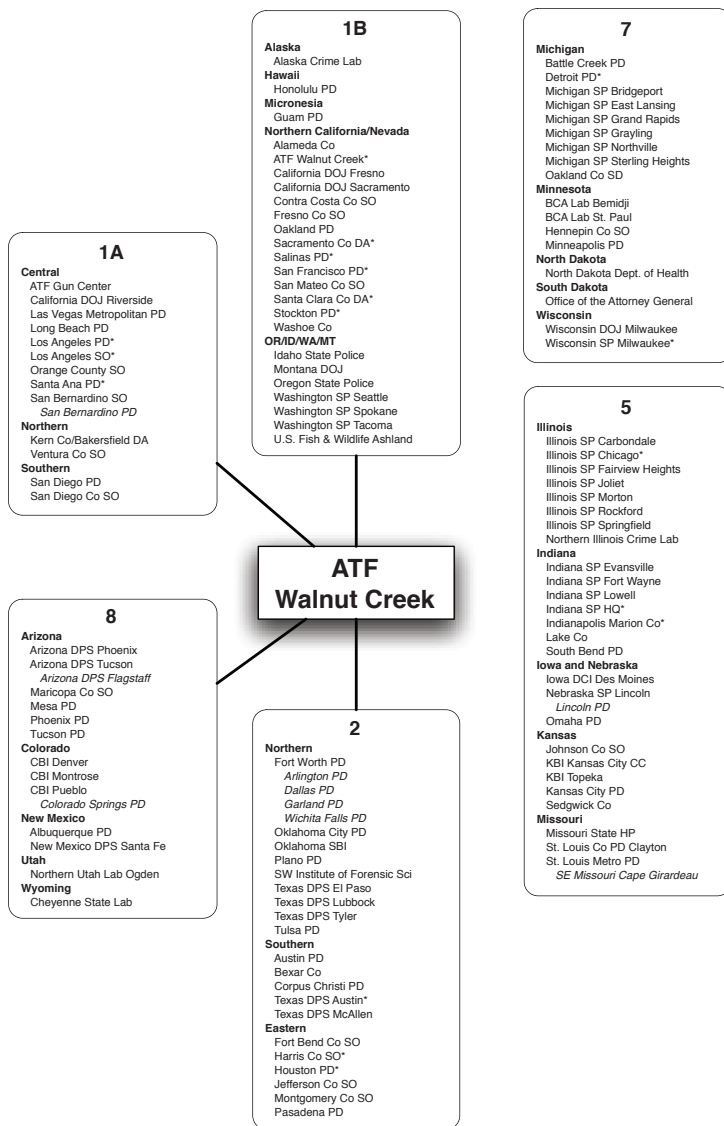 1B
Alaska
Alaska Crime Lab
Hawaii
Honolulu PD
Micronesia
Guam PD
Northern California/Nevada
Alameda Co
ATF Walnut Creek*
California DOJ Fresno
California DOJ Sacramento
Contra Costa Co SO
Fresno Co SO
Oakland PD
Sacramento Co DA*
Salinas PD*
San Francisco PD*
San Mateo Co SO
Santa Clara Co DA*
Stockton PD*
Washoe Co
OR/ID/WA/MT
Idaho State Police
Montana DOJ
Oregon State Police
Washington SP Seattle
Washington SP Spokane
Washington SP Tacoma
U.S. Fish & Wildlife Ashland
7
Michigan
Battle Creek PD
Detroit PD*
Michigan SP Bridgeport
Michigan SP East Lansing
Michigan SP Grand Rapids
Michigan SP Grayling
Michigan SP Northville
Michigan SP Sterling Heights
Oakland Co SD
Minnesota
BCA Lab Bemidji
BCA Lab St. Paul
Hennepin Co SO
Minneapolis PD
North Dakota
North Dakota Dept. of Health
South Dakota
Office of the Attorney General
Wisconsin
Wisconsin DOJ Milwaukee
Wisconsin SP Milwaukee*
1A
Central
ATF Gun Center
California DOJ Riverside
Las Vegas Metropolitan PD
Long Beach PD
Los Angeles PD*
Los Angeles SO*
Orange County SO
Santa Ana PD*
San Bernardino SO
San Bernardino PD
Northern
Kern Co/Bakersfield DA
Ventura Co SO
Southern
San Diego PD
San Diego Co SO
5
Illinois
Illinois SP Carbondale
Illinois SP Chicago*
Illinois SP Fairview Heights
Illinois SP Joliet
Illinois SP Morton
Illinois SP Rockford
Illinois SP Springfield
Northern Illinois Crime Lab
Indiana
Indiana SP Evansville
Indiana SP Fort Wayne
Indiana SP Lowell
Indiana SP HQ*
Indianapolis Marion Co*
Lake Co
South Bend PD
Iowa and Nebraska
Iowa DCI Des Moines
Nebraska SP Lincoln
Lincoln PD
Omaha PD
Kansas
Johnson Co SO
KBI Kansas City CC
KBI Topeka
Kansas City PD
Sedgwick Co
Missouri
Missouri State HP
St. Louis Co PD Clayton
St. Louis Metro PD
SE Missouri Cape Girardeau
ATF
Walnut Creek
8
Arizona
Arizona DPS Phoenix
Arizona DPS Tucson
Arizona DPS Flagstaff
Maricopa Co SO
Mesa PD
Phoenix PD
Tucson PD
Colorado
CBI Denver
CBI Montrose
CBI Pueblo
Colorado Springs PD
New Mexico
Albuquerque PD
New Mexico DPS Santa Fe
Utah
Northern Utah Lab Ogden
Wyoming
Cheyenne State Lab
2
Northern
Fort Worth PD
Arlington PD
Dallas PD
Garland PD
Wichita Falls PD
Oklahoma City PD
Oklahoma SBI
Plano PD
SW Institute of Forensic Sci
Texas DPS El Paso
Texas DPS Lubbock
Texas DPS Tyler
Tulsa PD
Southern
Austin PD
Bexar Co
Corpus Christi PD
Texas DPS Austin*
Texas DPS McAllen
Eastern
Fort Bend Co SO
Harris Co SO*
Houston PD*
Jefferson Co SO
Montgomery Co SO
Pasadena PD